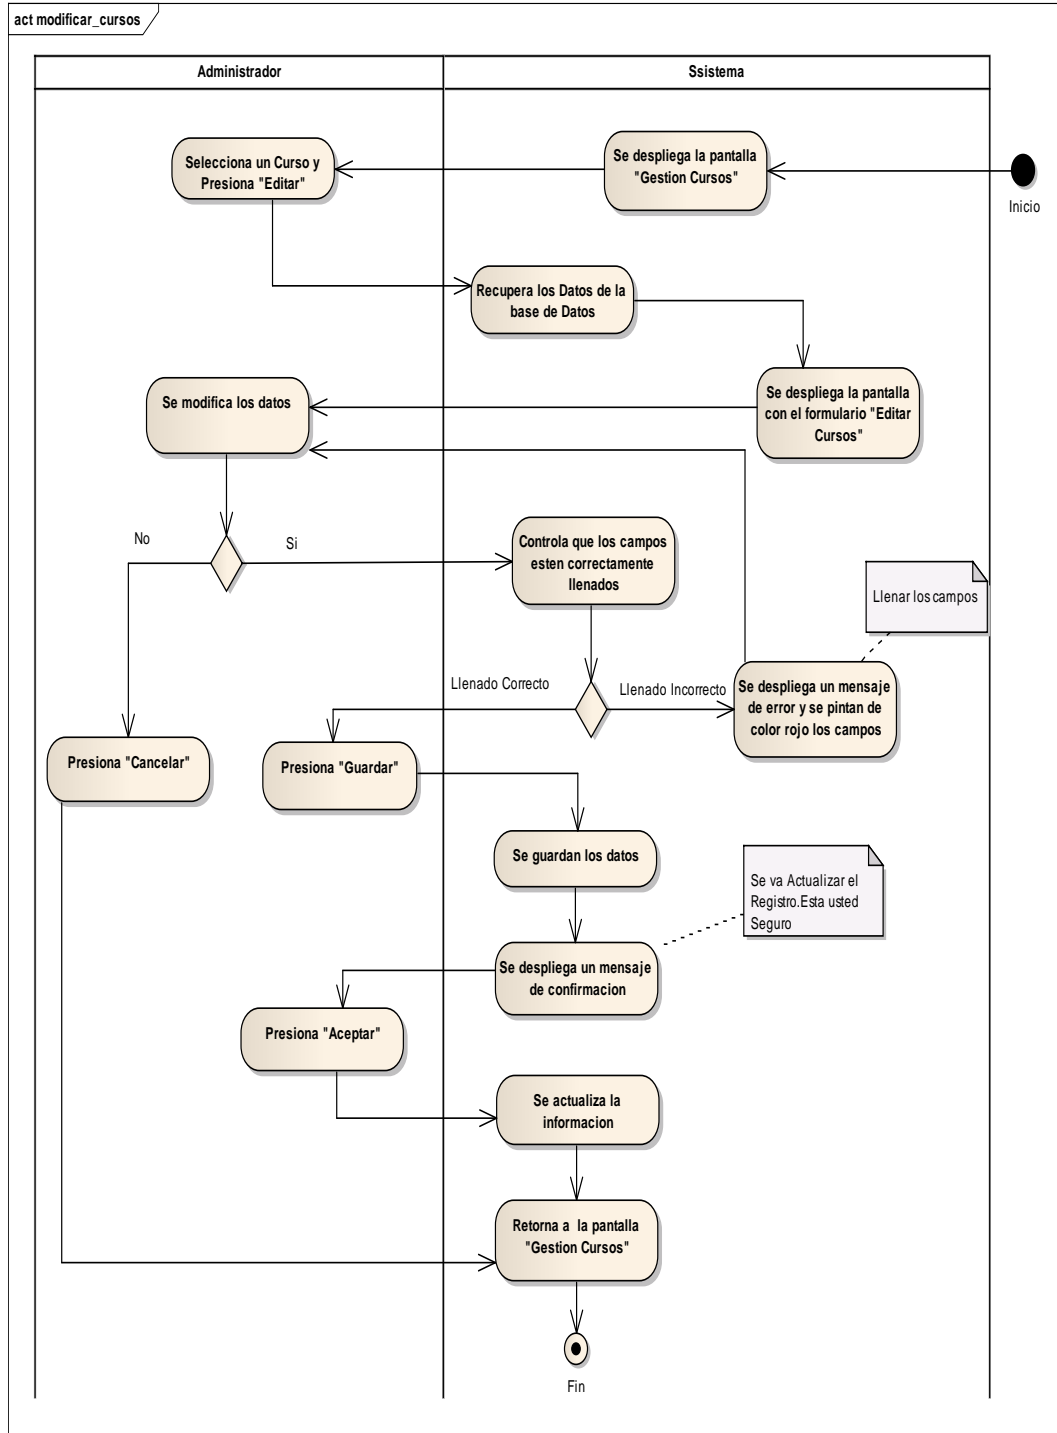 act modificar_cursos
Administrador
Ssistema
Selecciona un Curso y
Presiona "Editar"
Se despliega la pantalla
"Gestion Cursos"
Inicio
Recupera los Datos de la
base de Datos
Se modifica los datos
Se despliega la pantalla
con el formulario "Editar
Cursos"
No
Si
Controla que los campos
esten correctamente
llenados
Llenar los campos
Llenado Correcto
Llenado Incorrecto
Se despliega un mensaje
de error y se pintan de
color rojo los campos
Presiona "Cancelar"
Presiona "Guardar"
Se guardan los datos
Se va Actualizar el
Registro.Esta usted
Seguro
Se despliega un mensaje
de confirmacion
Presiona "Aceptar"
Se actualiza la
informacion
Retorna a la pantalla
"Gestion Cursos"
Fin